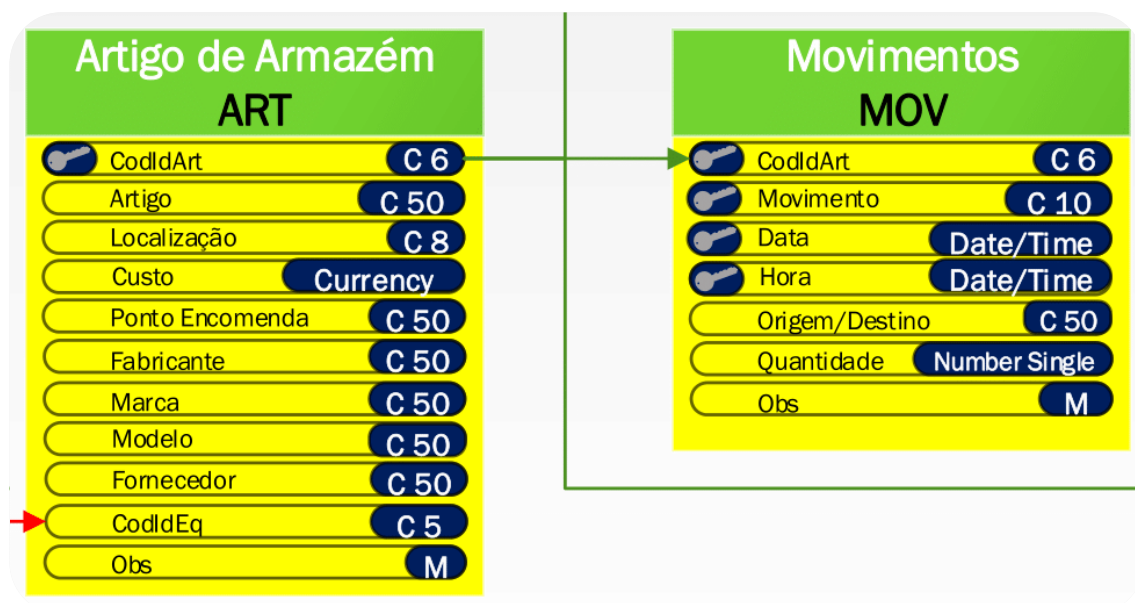 Artigo de Armazém
ART
CodIdArt C 6
Artigo C 50
Localização C 8
Custo Currency
Ponto Encomenda C 50
Fabricante C 50
Marca C 50
Modelo C 50
Fornecedor C 50
CodIdEq C 5
Obs M
Movimentos
MOV
CodIdArt C 6
Movimento C 10
Data Date/Time
Hora Date/Time
Origem/Destino C 50
Quantidade Number Single
Obs M